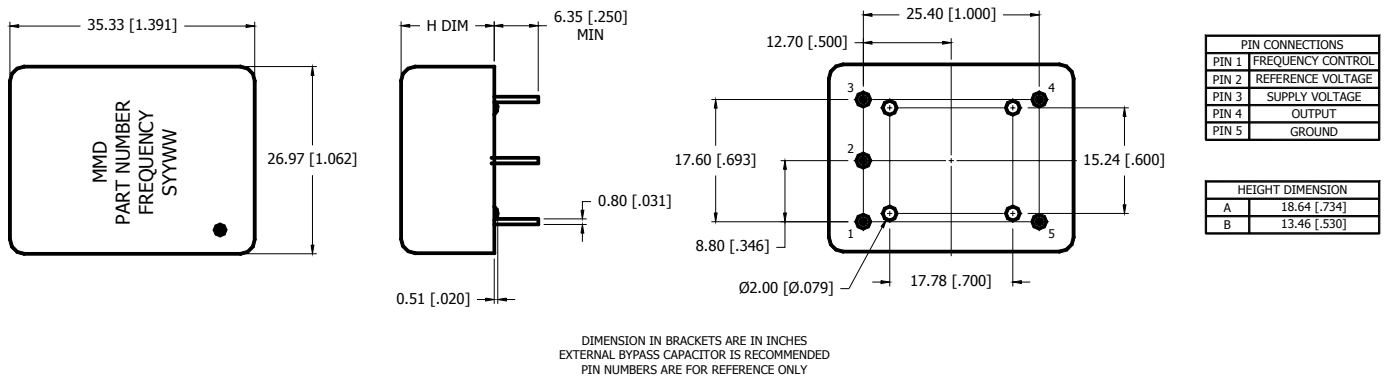 35.33 [1.391]
MMD
PART NUMBER
FREQUENCY
SYYWW
26.97 [1.062]
H DIM
6.35 [.250]
MIN
0.80 [.031]
0.51 [.020]
25.40 [1.000]
12.70 [.500]
3
4
17.60 [.693]
2
15.24 [.600]
8.80 [.346]
1
5
Ø2.00 [Ø.079]
17.78 [.700]
PIN CONNECTIONS
PIN 1 FREQUENCY CONTROL
PIN 2 REFERENCE VOLTAGE
PIN 3 SUPPLY VOLTAGE
PIN 4 OUTPUT
PIN 5 GROUND
HEIGHT DIMENSION
A 18.64 [.734]
B 13.46 [.530]
DIMENSION IN BRACKETS ARE IN INCHES
EXTERNAL BYPASS CAPACITOR IS RECOMMENDED
PIN NUMBERS ARE FOR REFERENCE ONLY